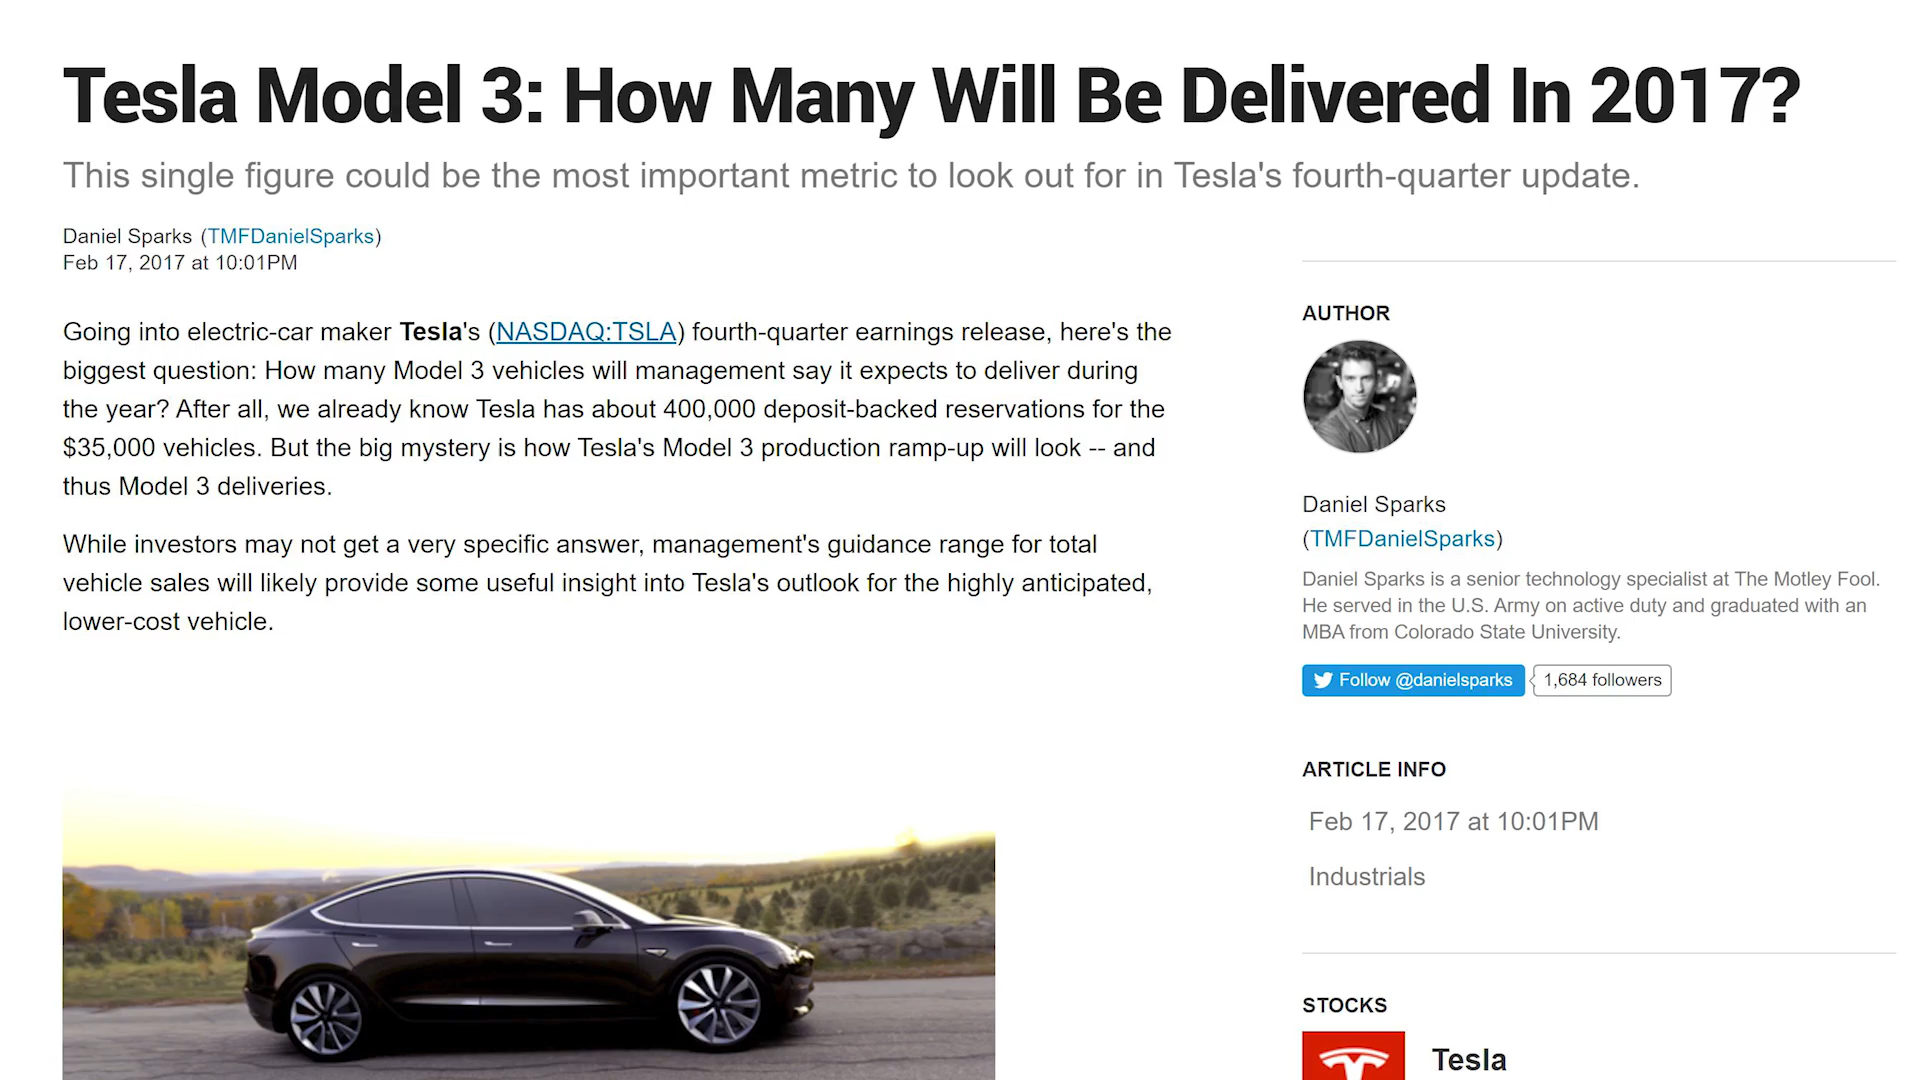 Tesla Model 3: How Many Will Be Delivered In 2017?
This single figure could be the most important metric to look out for in Tesla's fourth-quarter update.
Daniel Sparks (TMFDanielSparks)
Feb 17, 2017 at 10:01PM
Going into electric-car maker Tesla's (NASDAQ:TSLA) fourth-quarter earnings release, here's the
biggest question: How many Model 3 vehicles will management say it expects to deliver during
the year? After all, we already know Tesla has about 400,000 deposit-backed reservations for the
$35,000 vehicles. But the big mystery is how Tesla's Model 3 production ramp-up will look -- and
thus Model 3 deliveries.
While investors may not get a very specific answer, management's guidance range for total
vehicle sales will likely provide some useful insight into Tesla's outlook for the highly anticipated,
lower-cost vehicle.
AUTHOR
Daniel Sparks
(TMFDanielSparks)
Daniel Sparks is a senior technology specialist at The Motley Fool.
He served in the U.S. Army on active duty and graduated with an
MBA from Colorado State University.
Follow @danielsparks
1,684 followers
ARTICLE INFO
Feb 17, 2017 at 10:01PM
Industrials
STOCKS
Tesla